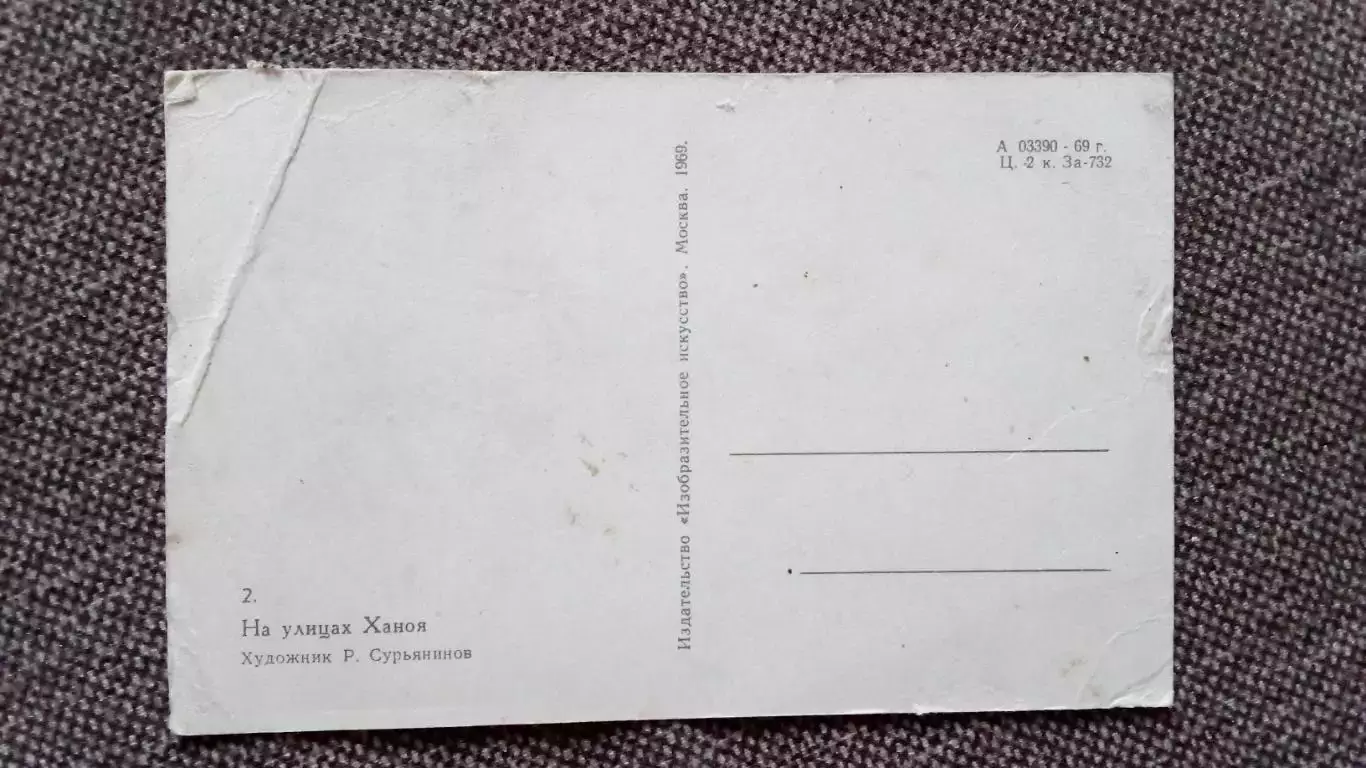 А 03390 - 69 г.
Ц. -2 к. За-732
Издательство «Изобразительное искусство». Москва. 1969.
2.
На улицах Ханоя
Художник Р. Сурьянинов